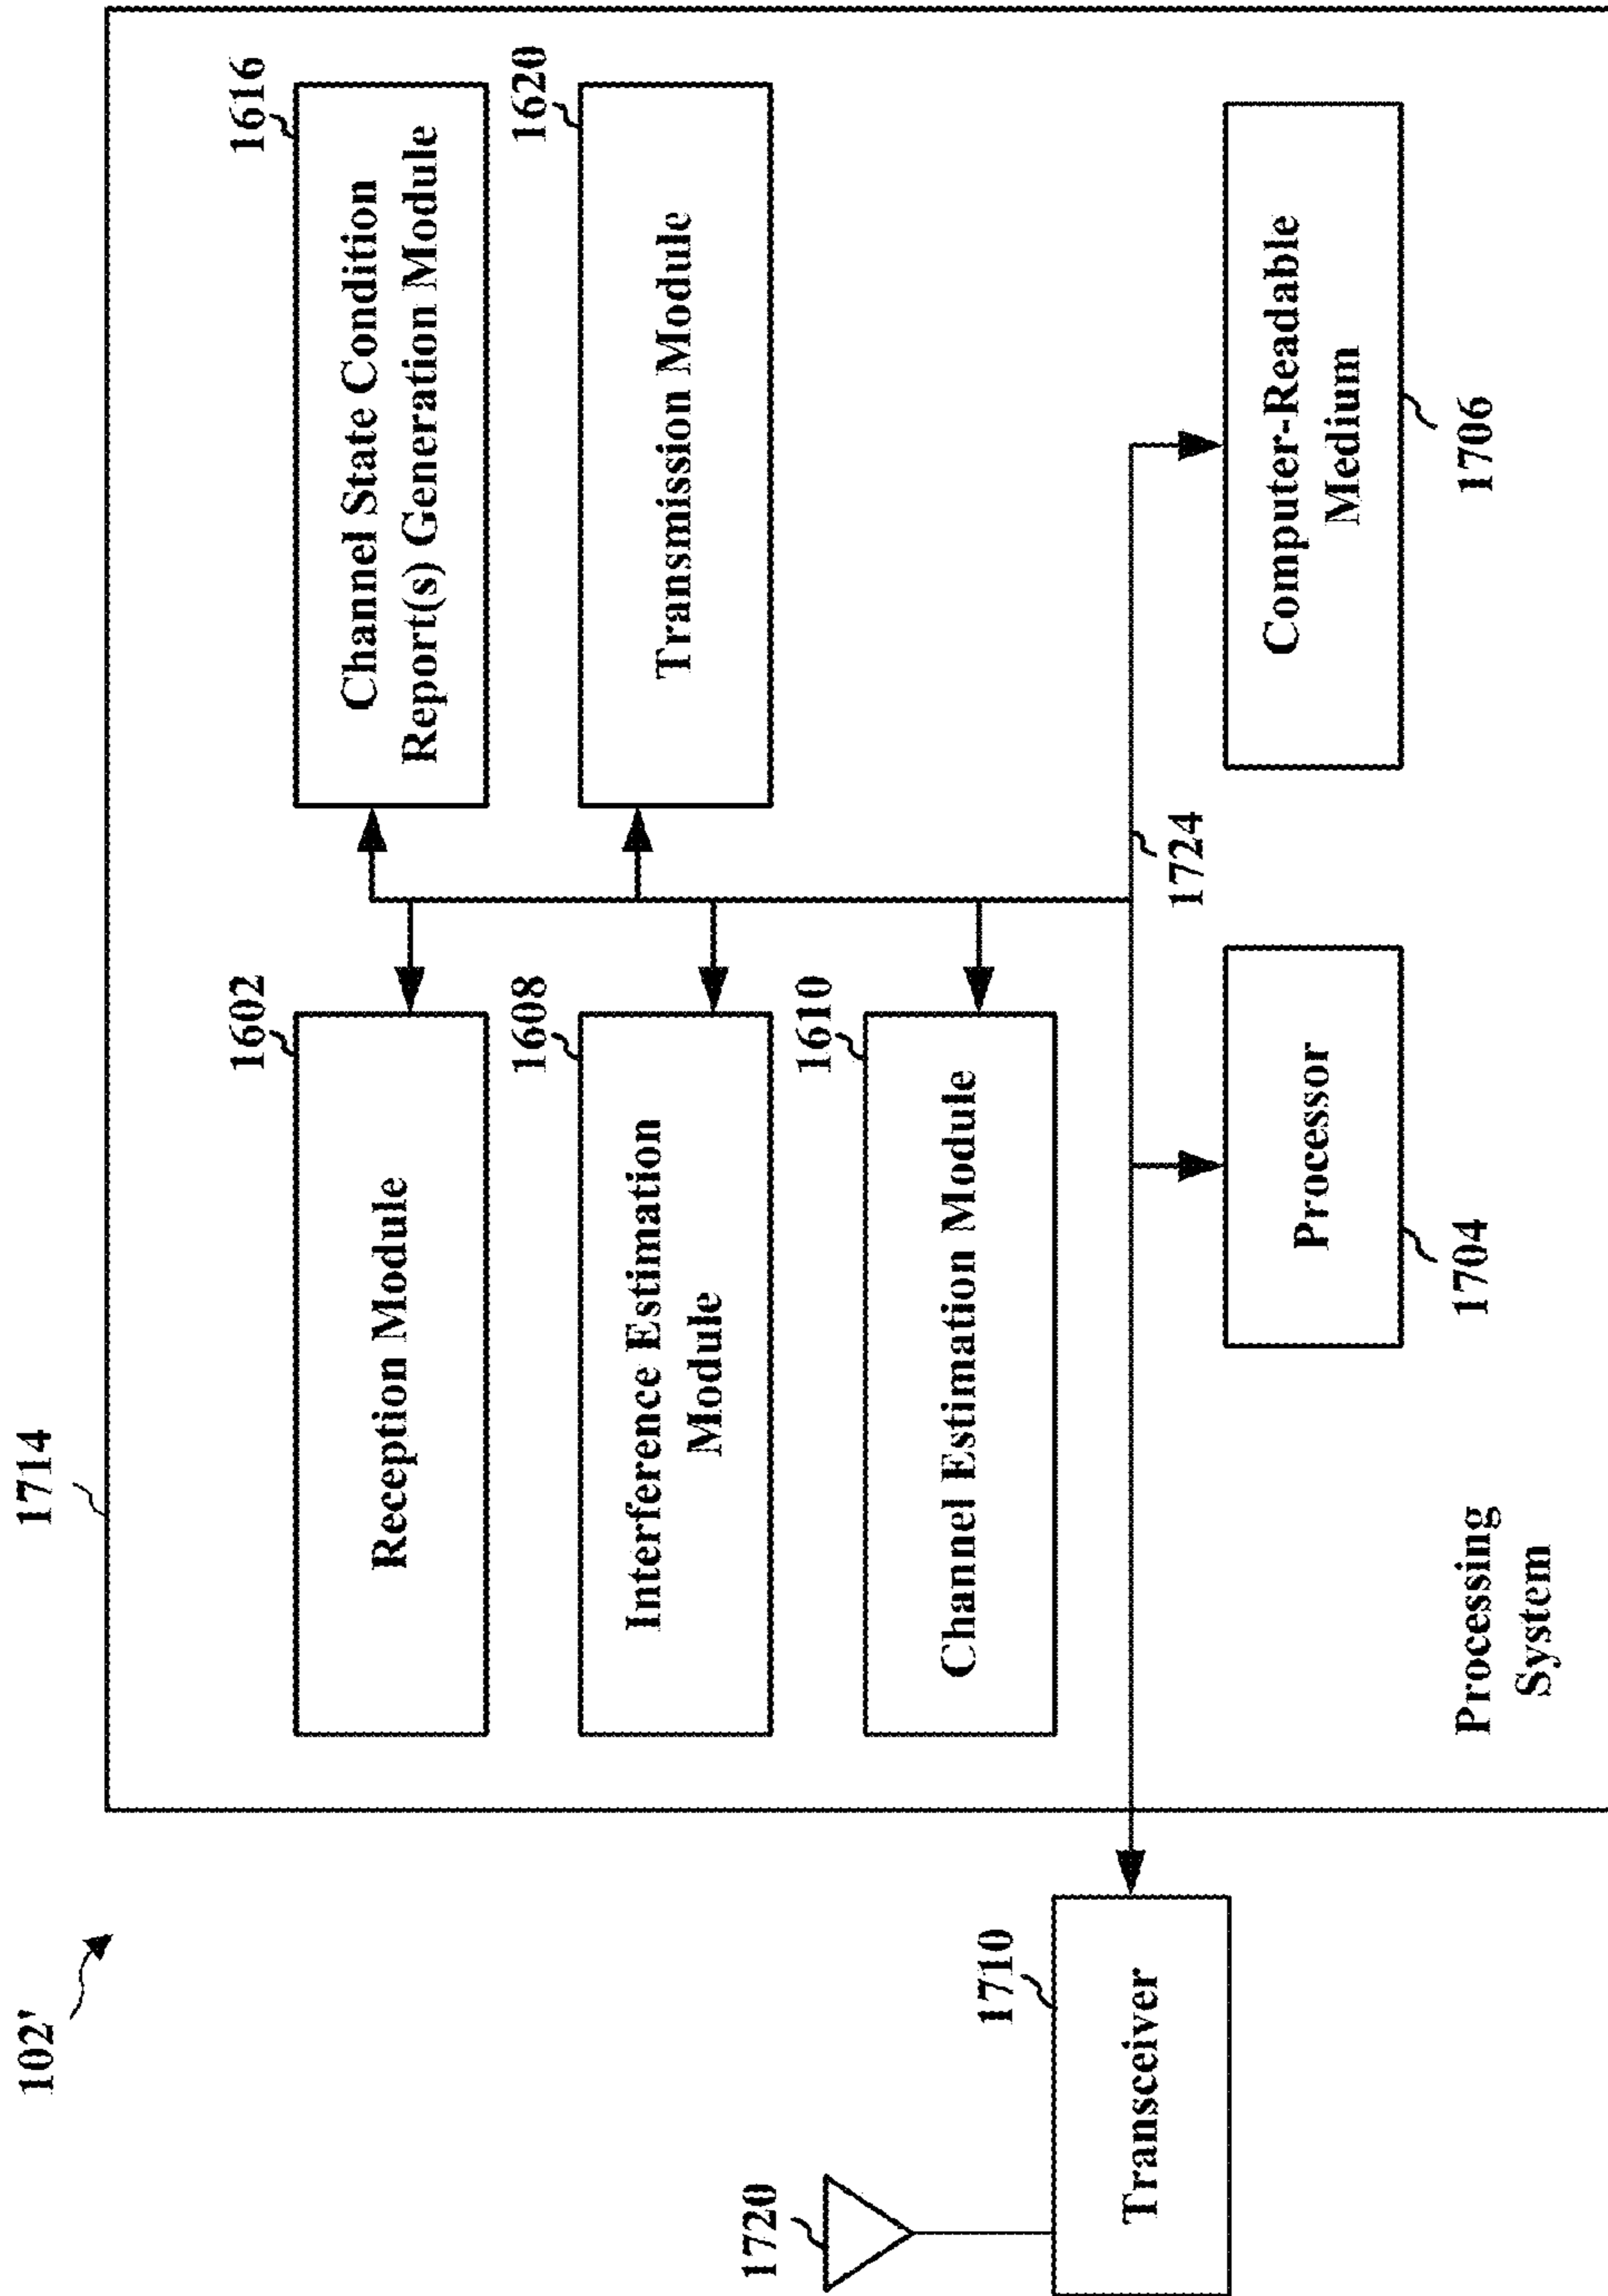 102'
1714
1602
Reception Module
1616
Channel State Condition
Report(s) Generation Module
1608
Interference Estimation
Module
1620
Transmission Module
1610
Channel Estimation Module
1720
1710
Transceiver
1724
Processor
1704
Computer-Readable
Medium
1706
Processing
System